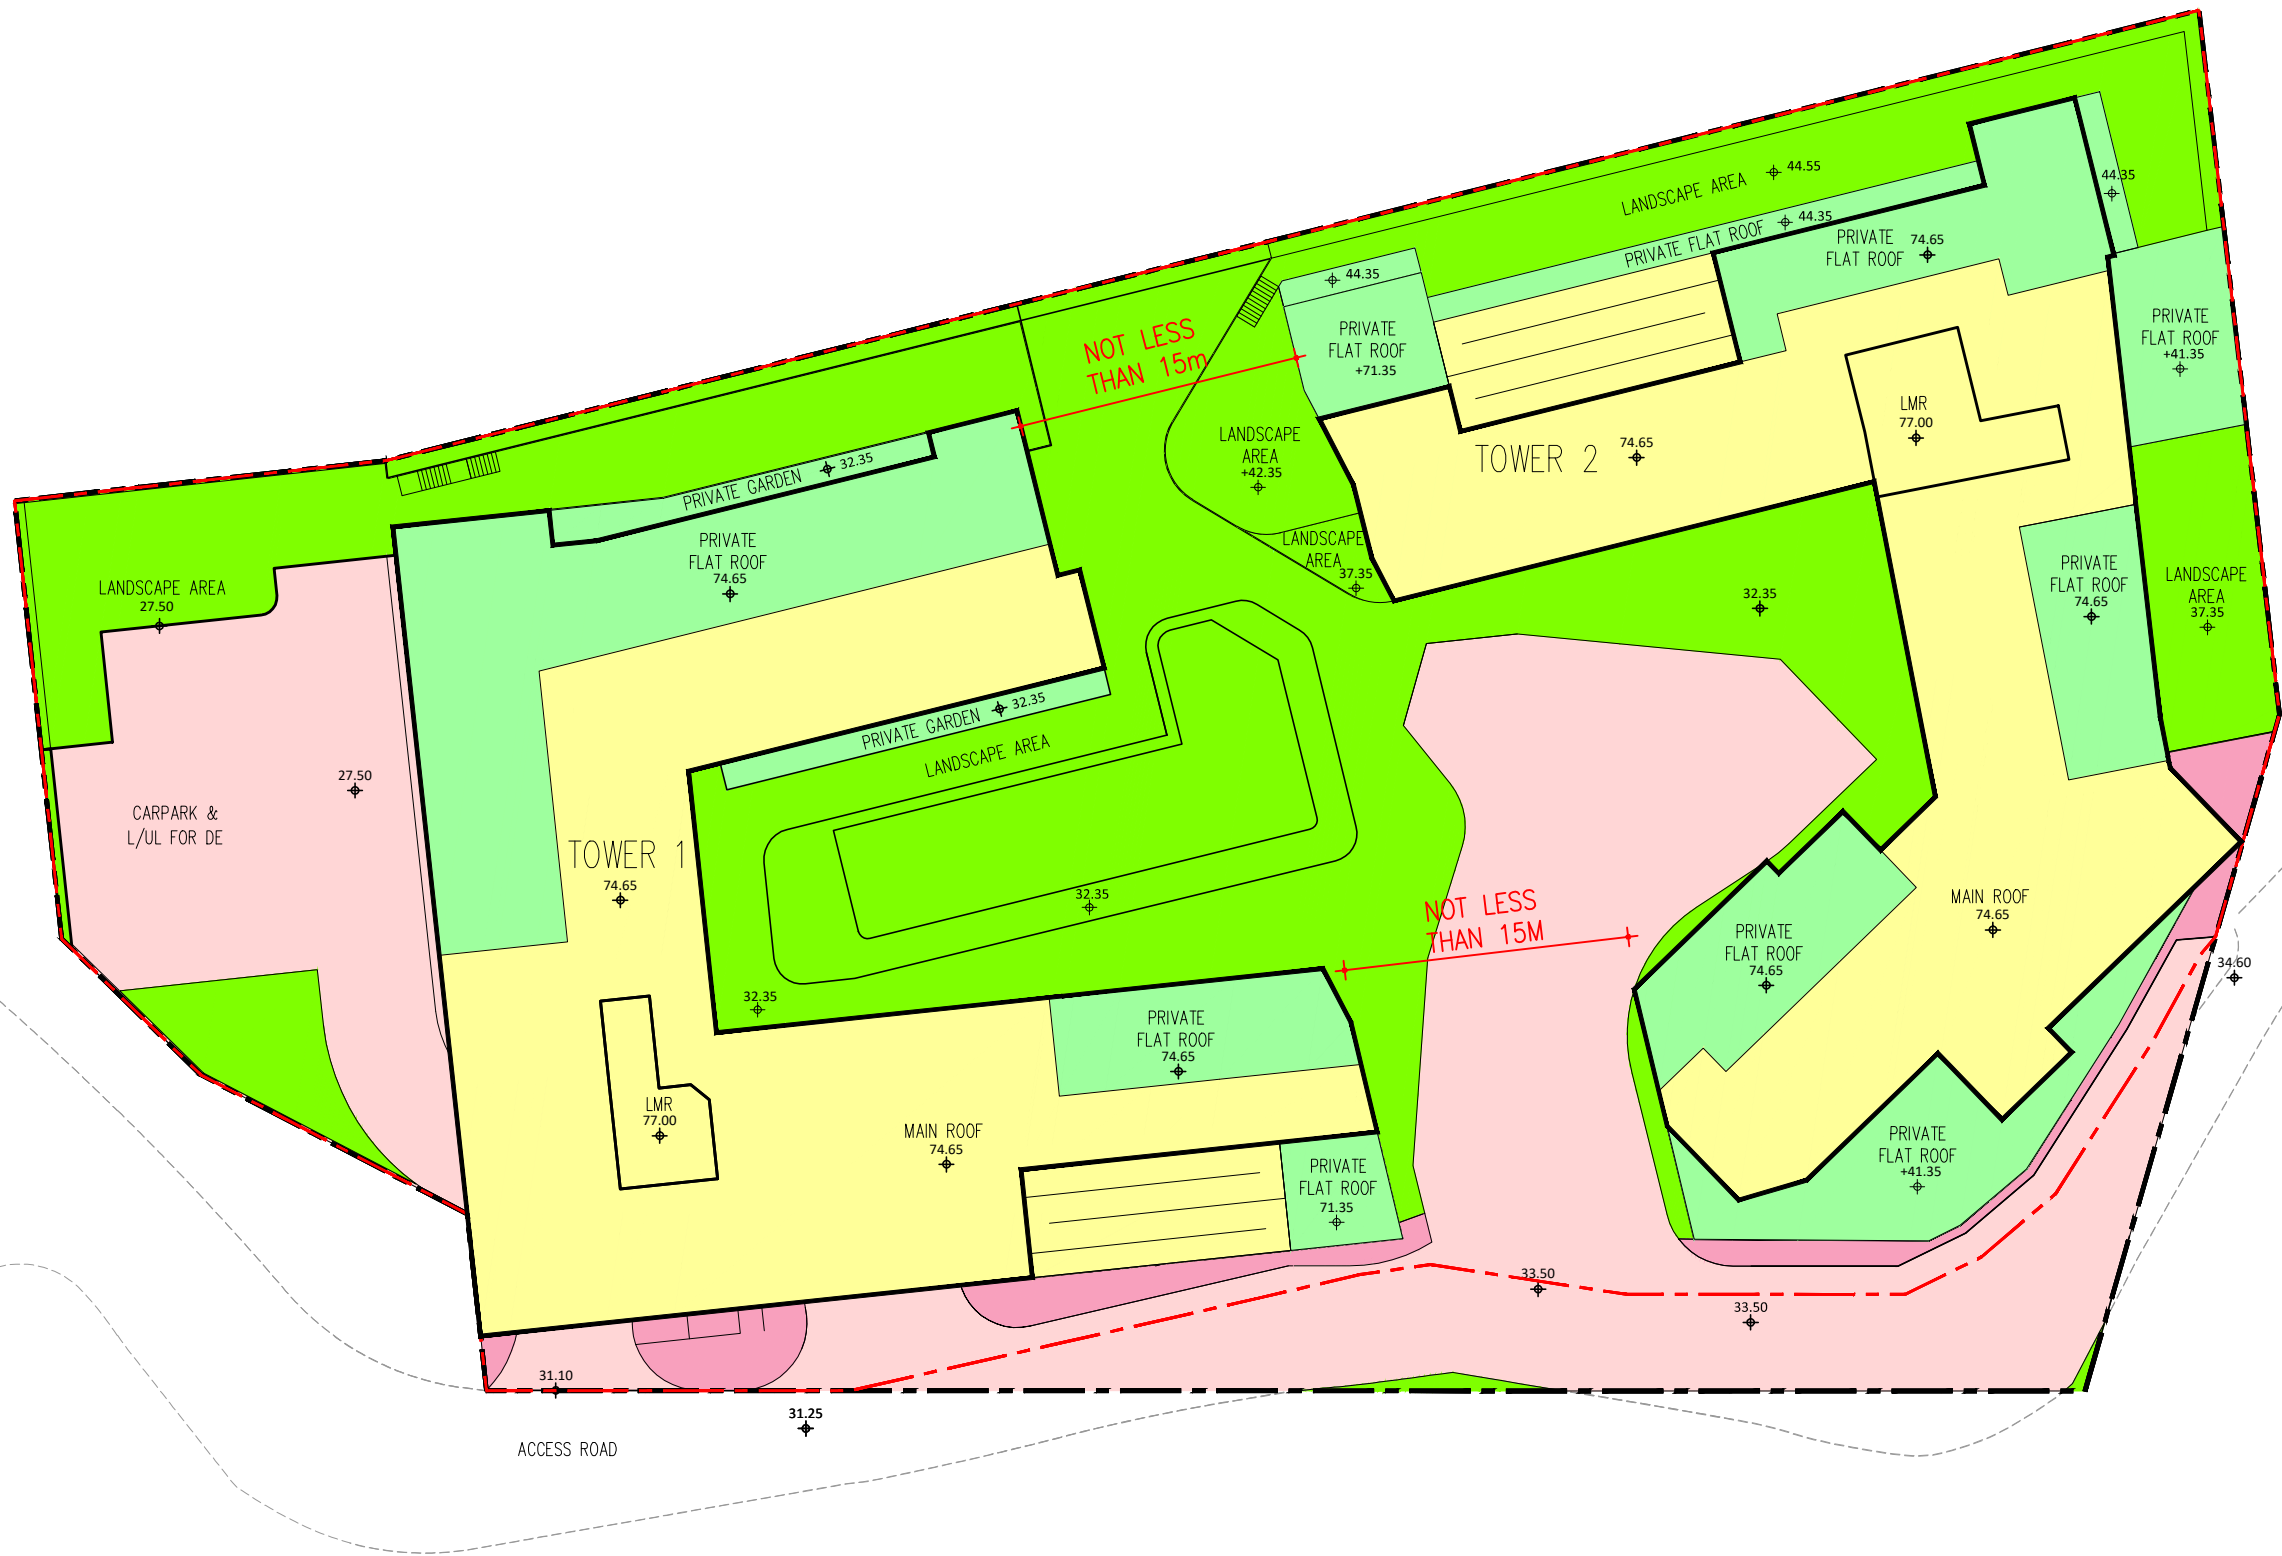 LANDSCAPE AREA
44.55
44.35
PRIVATE FLAT ROOF
44.35
PRIVATE
FLAT ROOF
74.65
44.35
PRIVATE
FLAT ROOF
+71.35
NOT LESS
THAN 15m
PRIVATE
FLAT ROOF
+41.35
LMR
77.00
TOWER 2
74.65
LANDSCAPE
AREA
+42.35
LANDSCAPE
AREA
37.35
PRIVATE GARDEN
32.35
PRIVATE
FLAT ROOF
74.65
LANDSCAPE AREA
27.50
32.35
PRIVATE
FLAT ROOF
74.65
LANDSCAPE
AREA
37.35
PRIVATE GARDEN
32.35
LANDSCAPE AREA
27.50
CARPARK &
L/UL FOR DE
TOWER 1
74.65
32.35
NOT LESS
THAN 15M
MAIN ROOF
74.65
PRIVATE
FLAT ROOF
74.65
34.60
32.35
PRIVATE
FLAT ROOF
74.65
LMR
77.00
MAIN ROOF
74.65
PRIVATE
FLAT ROOF
71.35
PRIVATE
FLAT ROOF
+41.35
33.50
33.50
31.10
31.25
ACCESS ROAD